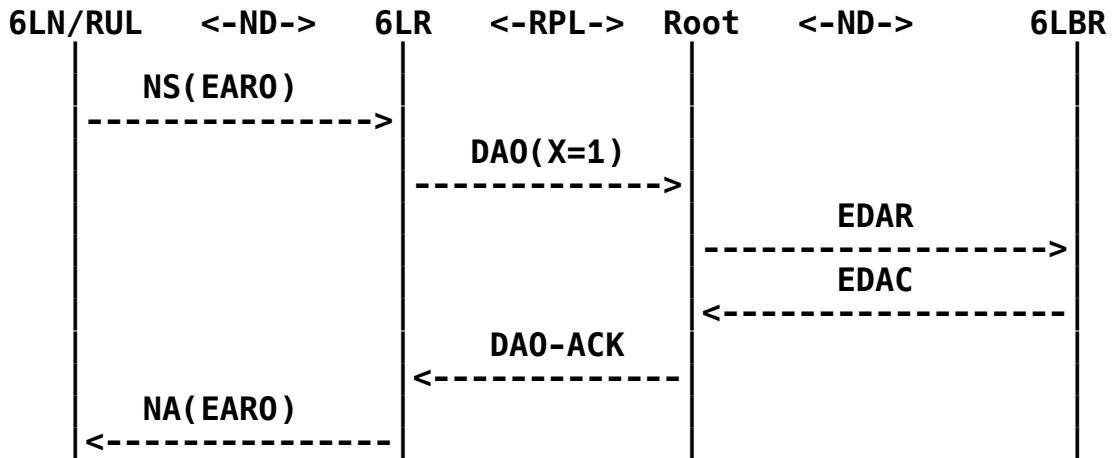 6LN/RUL <-ND-> 6LR <-RPL-> Root <-ND-> 6LBR
NS(EARO)
--------------->
DAO(X=1)
------------->
EDAR
------------------>
EDAC
<------------------
DAO-ACK
<-------------
NA(EARO)
<---------------